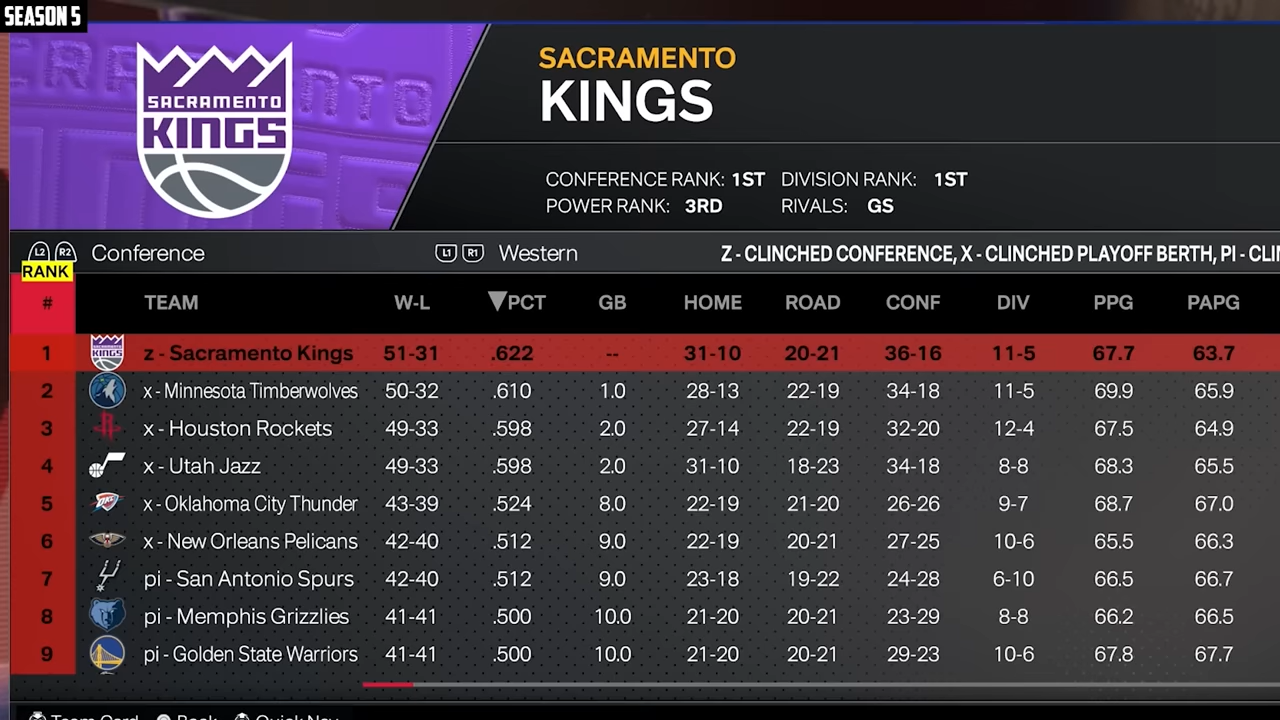 SEASON 5
SACRAMENTO
KINGS
SACRAMENTO
KINGS
CONFERENCE RANK: 1ST DIVISION RANK: 1ST
POWER RANK: 3RD RIVALS: GS
L2 R2 Conference L1 R1 Western Z - CLINCHED CONFERENCE, X - CLINCHED PLAYOFF BERTH, PI - CLI
RANK
# TEAM W-L PCT GB HOME ROAD CONF DIV PPG PAPG
1 z - Sacramento Kings 51-31 .622 -- 31-10 20-21 36-16 11-5 67.7 63.7
2 x - Minnesota Timberwolves 50-32 .610 1.0 28-13 22-19 34-18 11-5 69.9 65.9
3 x - Houston Rockets 49-33 .598 2.0 27-14 22-19 32-20 12-4 67.5 64.9
4 x - Utah Jazz 49-33 .598 2.0 31-10 18-23 34-18 8-8 68.3 65.5
5 x - Oklahoma City Thunder 43-39 .524 8.0 22-19 21-20 26-26 9-7 68.7 67.0
6 x - New Orleans Pelicans 42-40 .512 9.0 22-19 20-21 27-25 10-6 65.5 66.3
7 pi - San Antonio Spurs 42-40 .512 9.0 23-18 19-22 24-28 6-10 66.5 66.7
8 pi - Memphis Grizzlies 41-41 .500 10.0 21-20 20-21 23-29 8-8 66.2 66.5
9 pi - Golden State Warriors 41-41 .500 10.0 21-20 20-21 29-23 10-6 67.8 67.7
Team Card Back Quick Nav